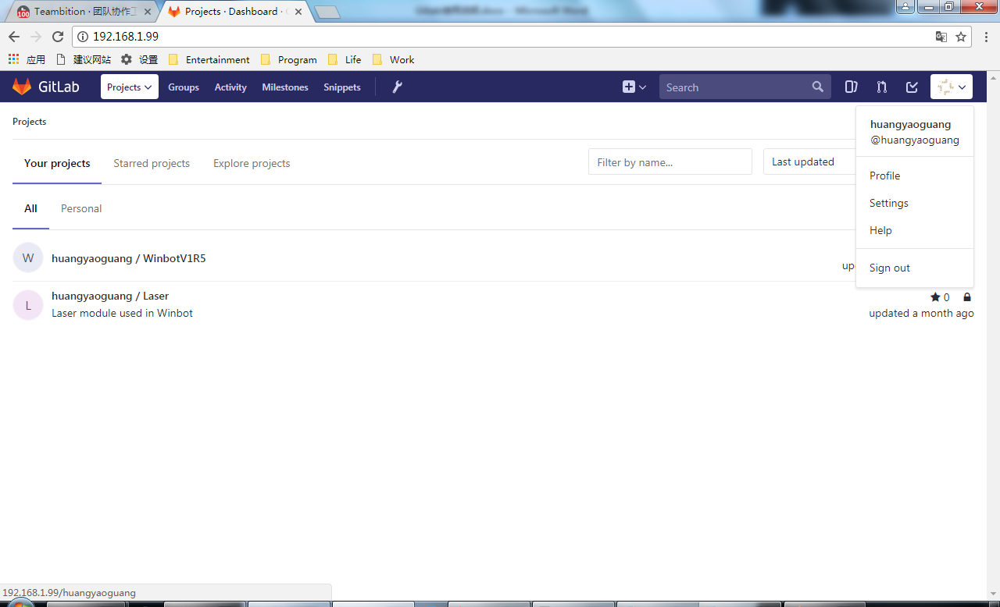 Teambition · 团队协作工
Projects · Dashboard ·
192.168.1.99
应用 建议网站 设置 Entertainment Program Life Work
GitLab Projects Groups Activity Milestones Snippets Search
Projects
huangyaoguang
@huangyaoguang
Profile
Settings
Help
Sign out
Your projects Starred projects Explore projects Filter by name... Last updated
All Personal
W huangyaoguang / WinbotV1R5
L huangyaoguang / Laser
Laser module used in Winbot
0
updated a month ago
192.168.1.99/huangyaoguang